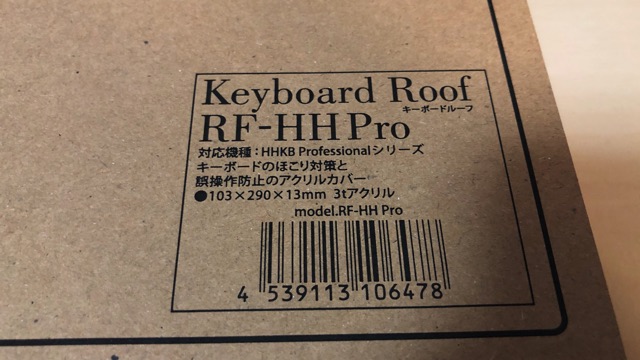 Keyboard Roof
キーボードルーフ
RF-HH Pro
対応機種：HHKB Professionalシリーズ
キーボードのほこり対策と
誤操作防止のアクリルカバー
●103×290×13mm 3tアクリル
model.RF-HH Pro
4 539113 106478